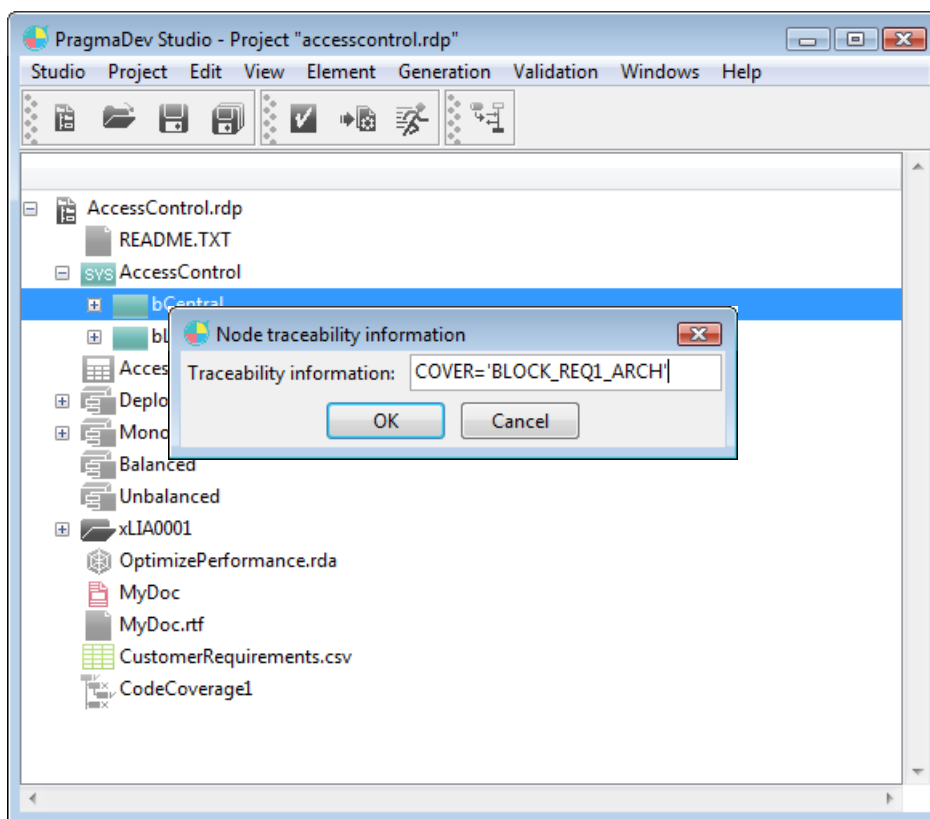 PragmaDev Studio - Project "accesscontrol.rdp"
Studio Project Edit View Element Generation Validation Windows Help
AccessControl.rdp
README.TXT
SYS AccessControl
bCentral
Node traceability information
Traceability information: COVER='BLOCK_REQ1_ARCH'
OK Cancel
Balanced
Unbalanced
xLIA0001
OptimizePerformance.rda
MyDoc
MyDoc.rtf
CustomerRequirements.csv
CodeCoverage1